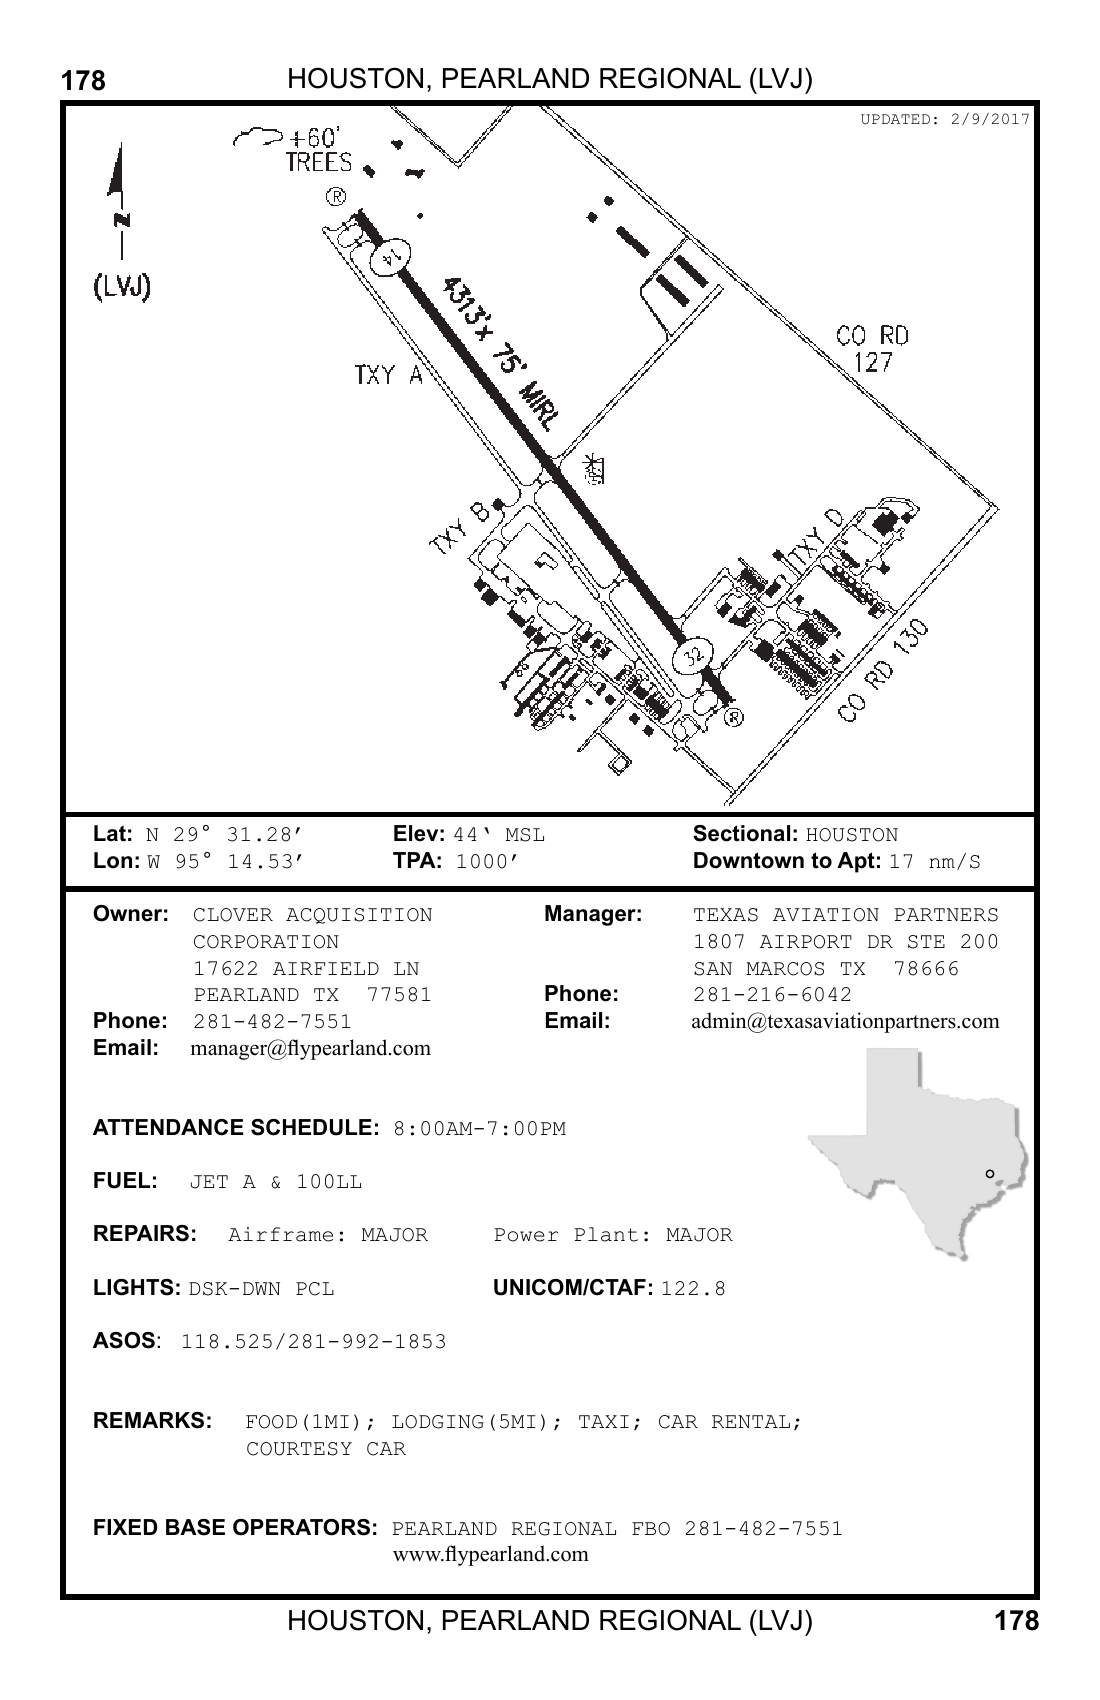 178
HOUSTON, PEARLAND REGIONAL (LVJ)
UPDATED: 2/9/2017
+60'
TREES
R
N
(LVJ)
14
4313'x 75' MIRL
CO RD
127
TXY A
TXY B
TXY D
32
CO RD 130
R
Lat: N 29° 31.28′
Elev: 44‘ MSL
Sectional: HOUSTON
Lon: W 95° 14.53′
TPA: 1000′
Downtown to Apt: 17 nm/S
Owner: CLOVER ACQUISITION
CORPORATION
17622 AIRFIELD LN
PEARLAND TX 77581
Phone: 281-482-7551
Email: manager@flypearland.com
Manager: TEXAS AVIATION PARTNERS
1807 AIRPORT DR STE 200
SAN MARCOS TX 78666
Phone: 281-216-6042
Email: admin@texasaviationpartners.com
ATTENDANCE SCHEDULE: 8:00AM-7:00PM
FUEL: JET A & 100LL
REPAIRS: Airframe: MAJOR Power Plant: MAJOR
LIGHTS: DSK-DWN PCL UNICOM/CTAF: 122.8
ASOS: 118.525/281-992-1853
REMARKS: FOOD(1MI); LODGING(5MI); TAXI; CAR RENTAL;
COURTESY CAR
FIXED BASE OPERATORS: PEARLAND REGIONAL FBO 281-482-7551
www.flypearland.com
HOUSTON, PEARLAND REGIONAL (LVJ)
178